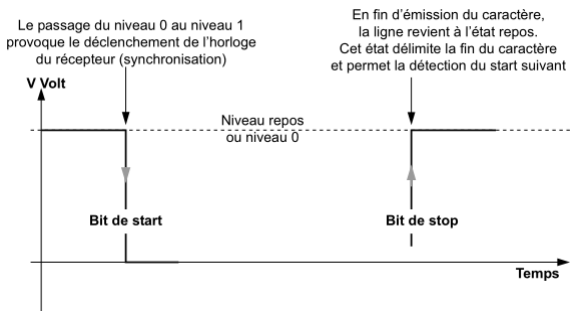 Le passage du niveau 0 au niveau 1
provoque le déclenchement de l'horloge
du récepteur (synchronisation)
En fin d'émission du caractère,
la ligne revient à l'état repos.
Cet état délimite la fin du caractère
et permet la détection du start suivant
V Volt
Niveau repos
ou niveau 0
Bit de start
Bit de stop
Temps